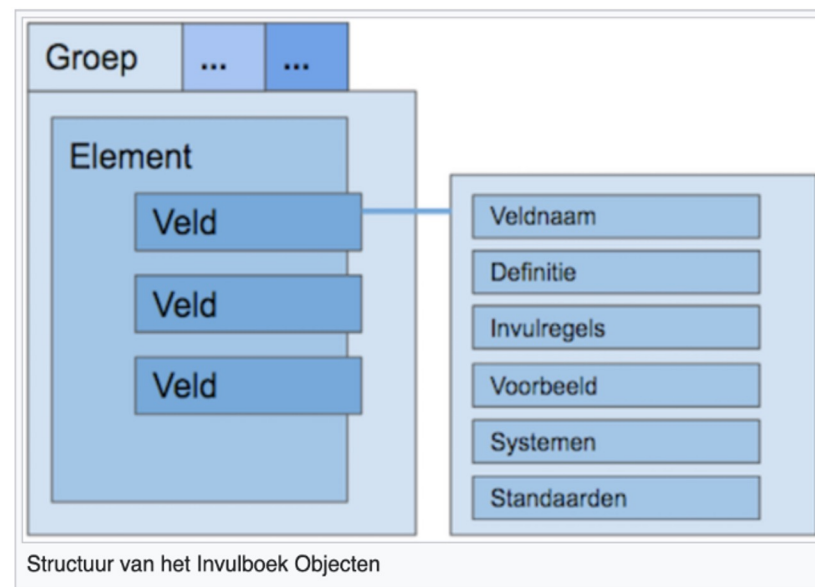 Groep ... ...
Element
Veld
Veld
Veld
Veldnaam
Definitie
Invulregels
Voorbeeld
Systemen
Standaarden
Structuur van het Invulboek Objecten